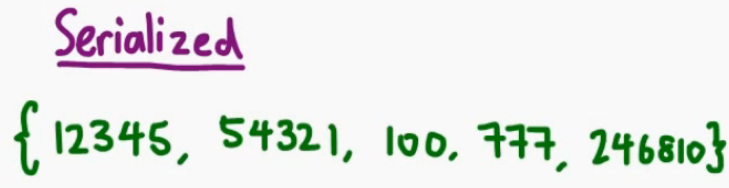 Serialized
{ 12345, 54321, 100, 777, 246810}